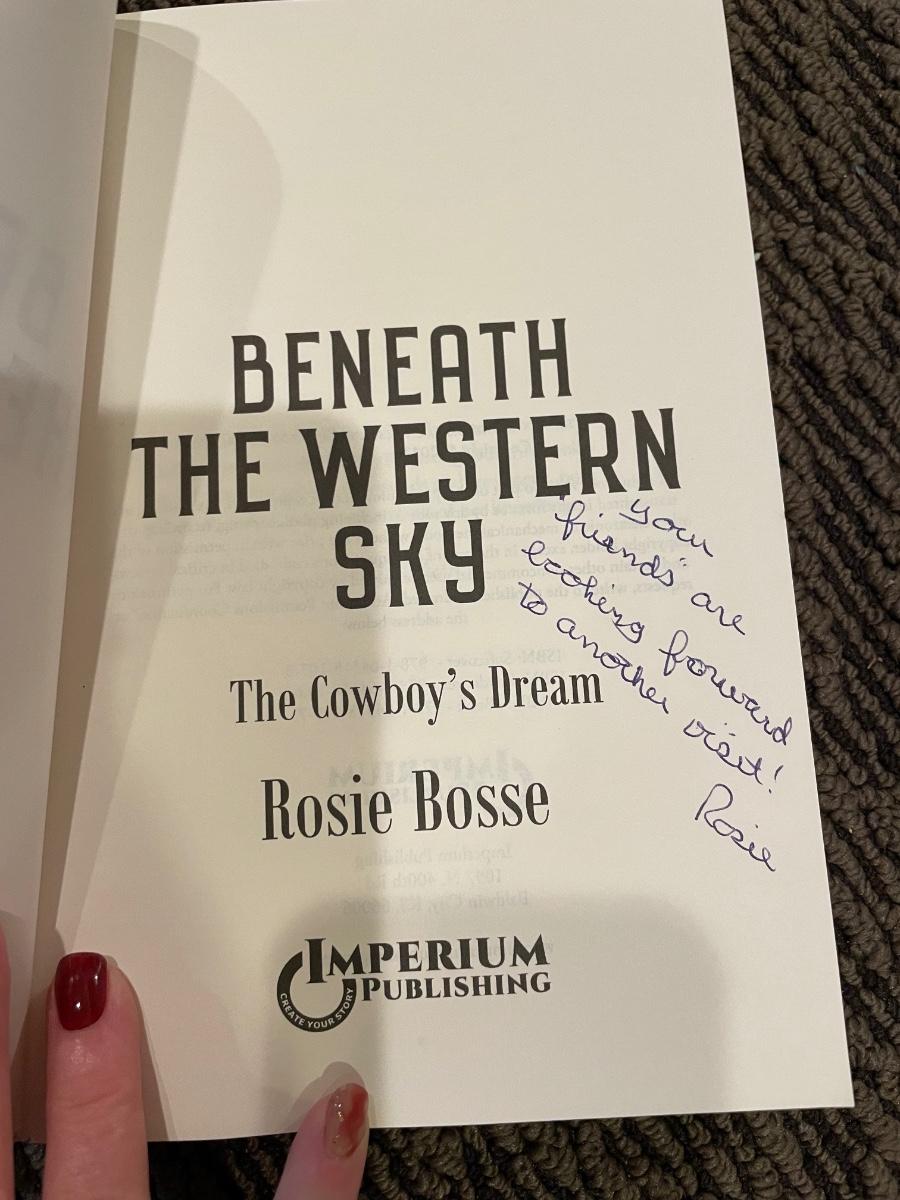 BENEATH
THE WESTERN
SKY
The Cowboy's Dream
Rosie Bosse
IMPERIUM
PUBLISHING
CREATE YOUR STORY
Your
"friends" are
looking forward
to another visit!
Rosie